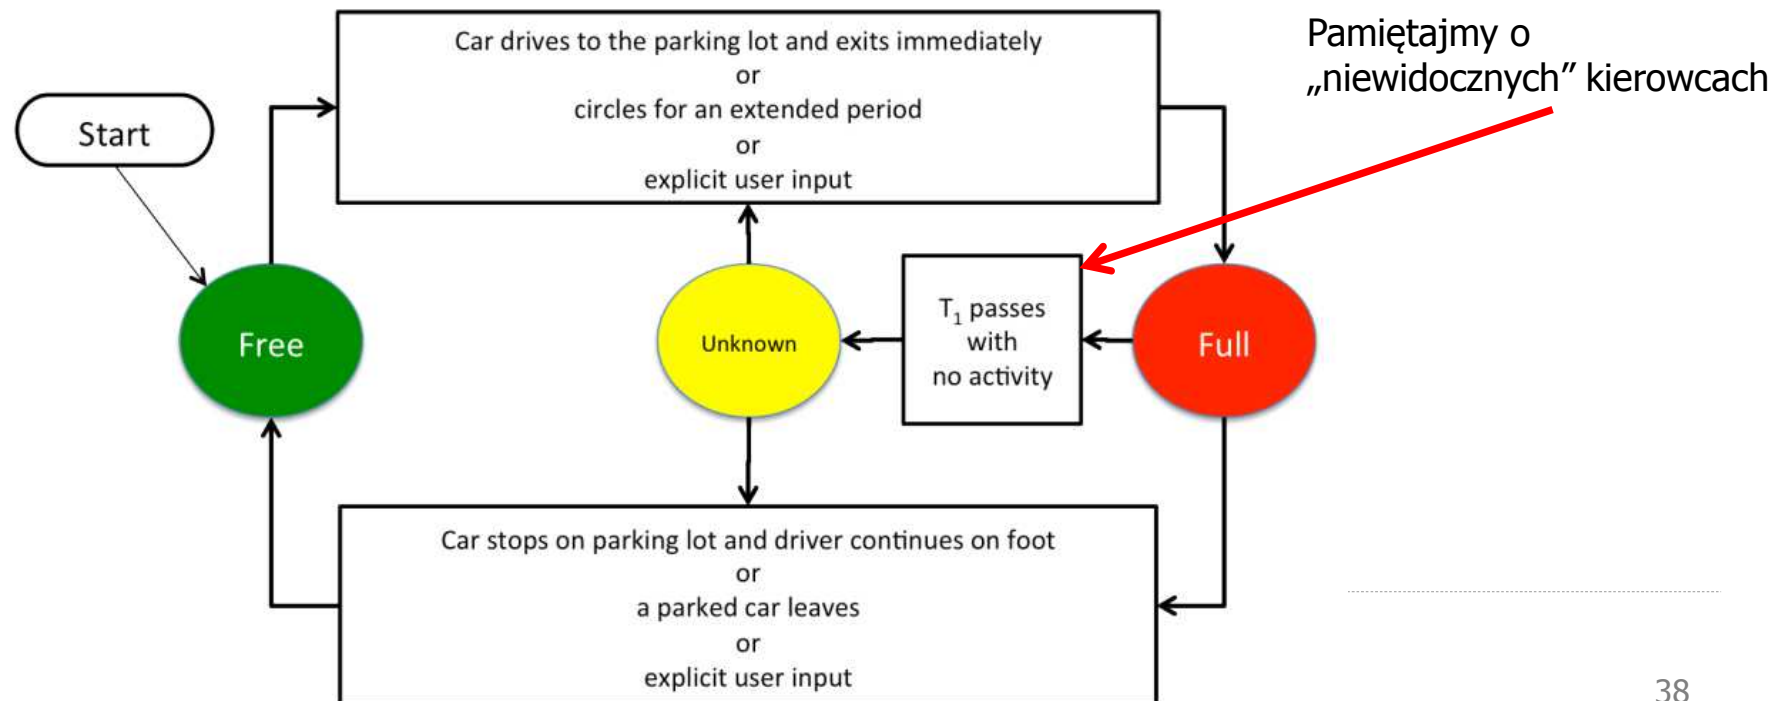 Car drives to the parking lot and exits immediately
or
circles for an extended period
or
explicit user input
Pamiętajmy o
„niewidocznych” kierowcach
Start
Free
Unknown
T₁ passes
with
no activity
Full
Car stops on parking lot and driver continues on foot
or
a parked car leaves
or
explicit user input
38